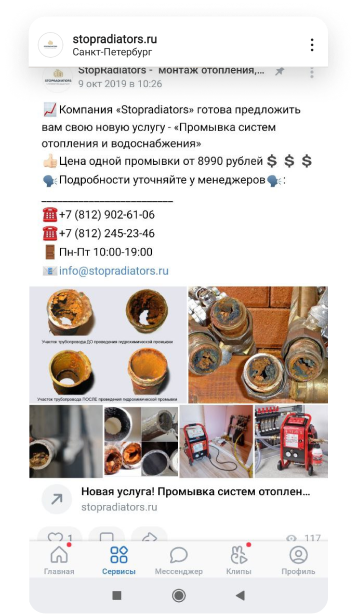 stopradiators.ru
Санкт-Петербург
StopRadiators - монтаж отопления,...
9 окт 2019 в 10:26
📈Компания «Stopradiators» готова предложить
вам свою новую услугу - «Промывка систем
отопления и водоснабжения»
👍🏻Цена одной промывки от 8990 рублей💲💲💲
🗣Подробности уточняйте у менеджеров🗣:
________________________
☎+7 (812) 902-61-06
☎+7 (812) 245-23-46
🚪Пн-Пт 10:00-19:00
📧info@stopradiators.ru
Участок трубопровода ДО проведения гидрохимической промывки
Участок трубопровода ПОСЛЕ проведения гидрохимической промывки
Новая услуга! Промывка систем отоплен...
stopradiators.ru
1
117
Главная Сервисы Мессенджер Клипы Профиль